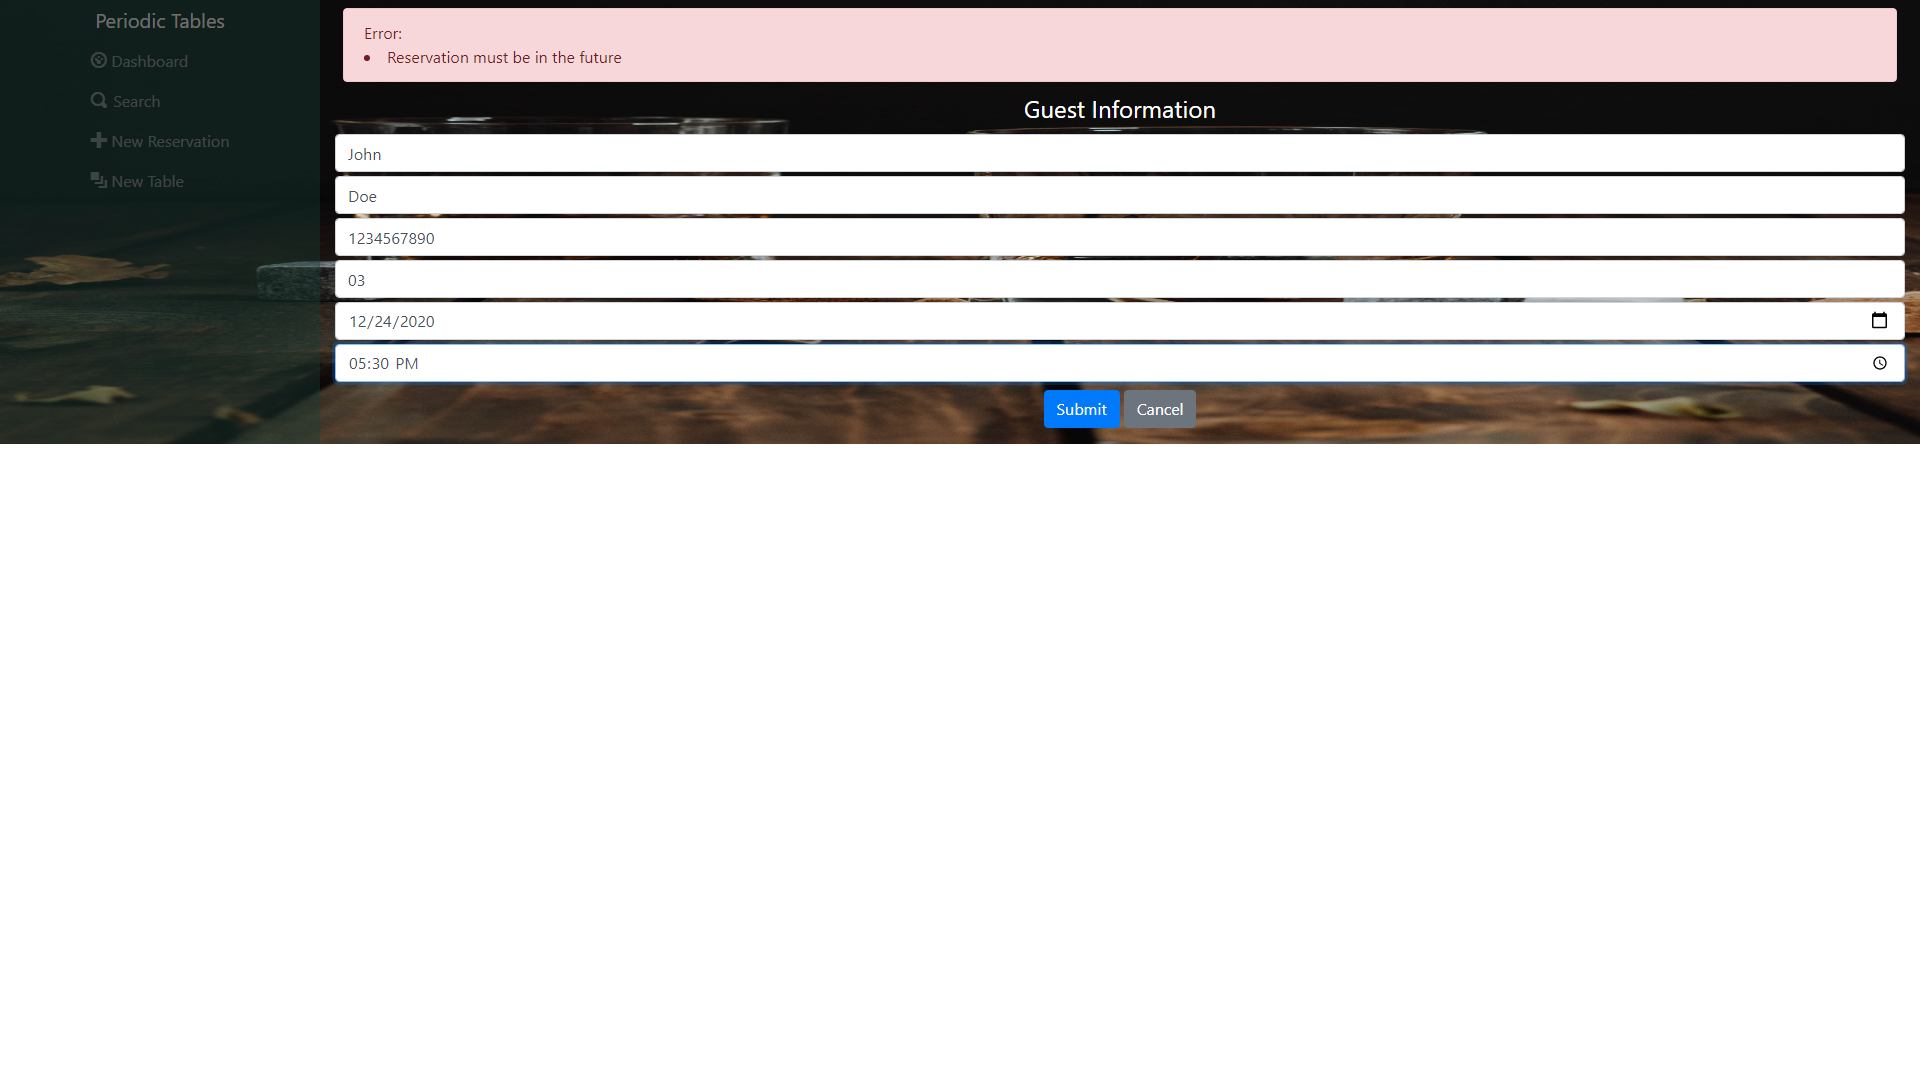 Periodic Tables
Dashboard
Search
New Reservation
New Table
Error:
Reservation must be in the future
Guest Information
John
Doe
1234567890
03
12/24/2020
05:30 PM
Submit
Cancel